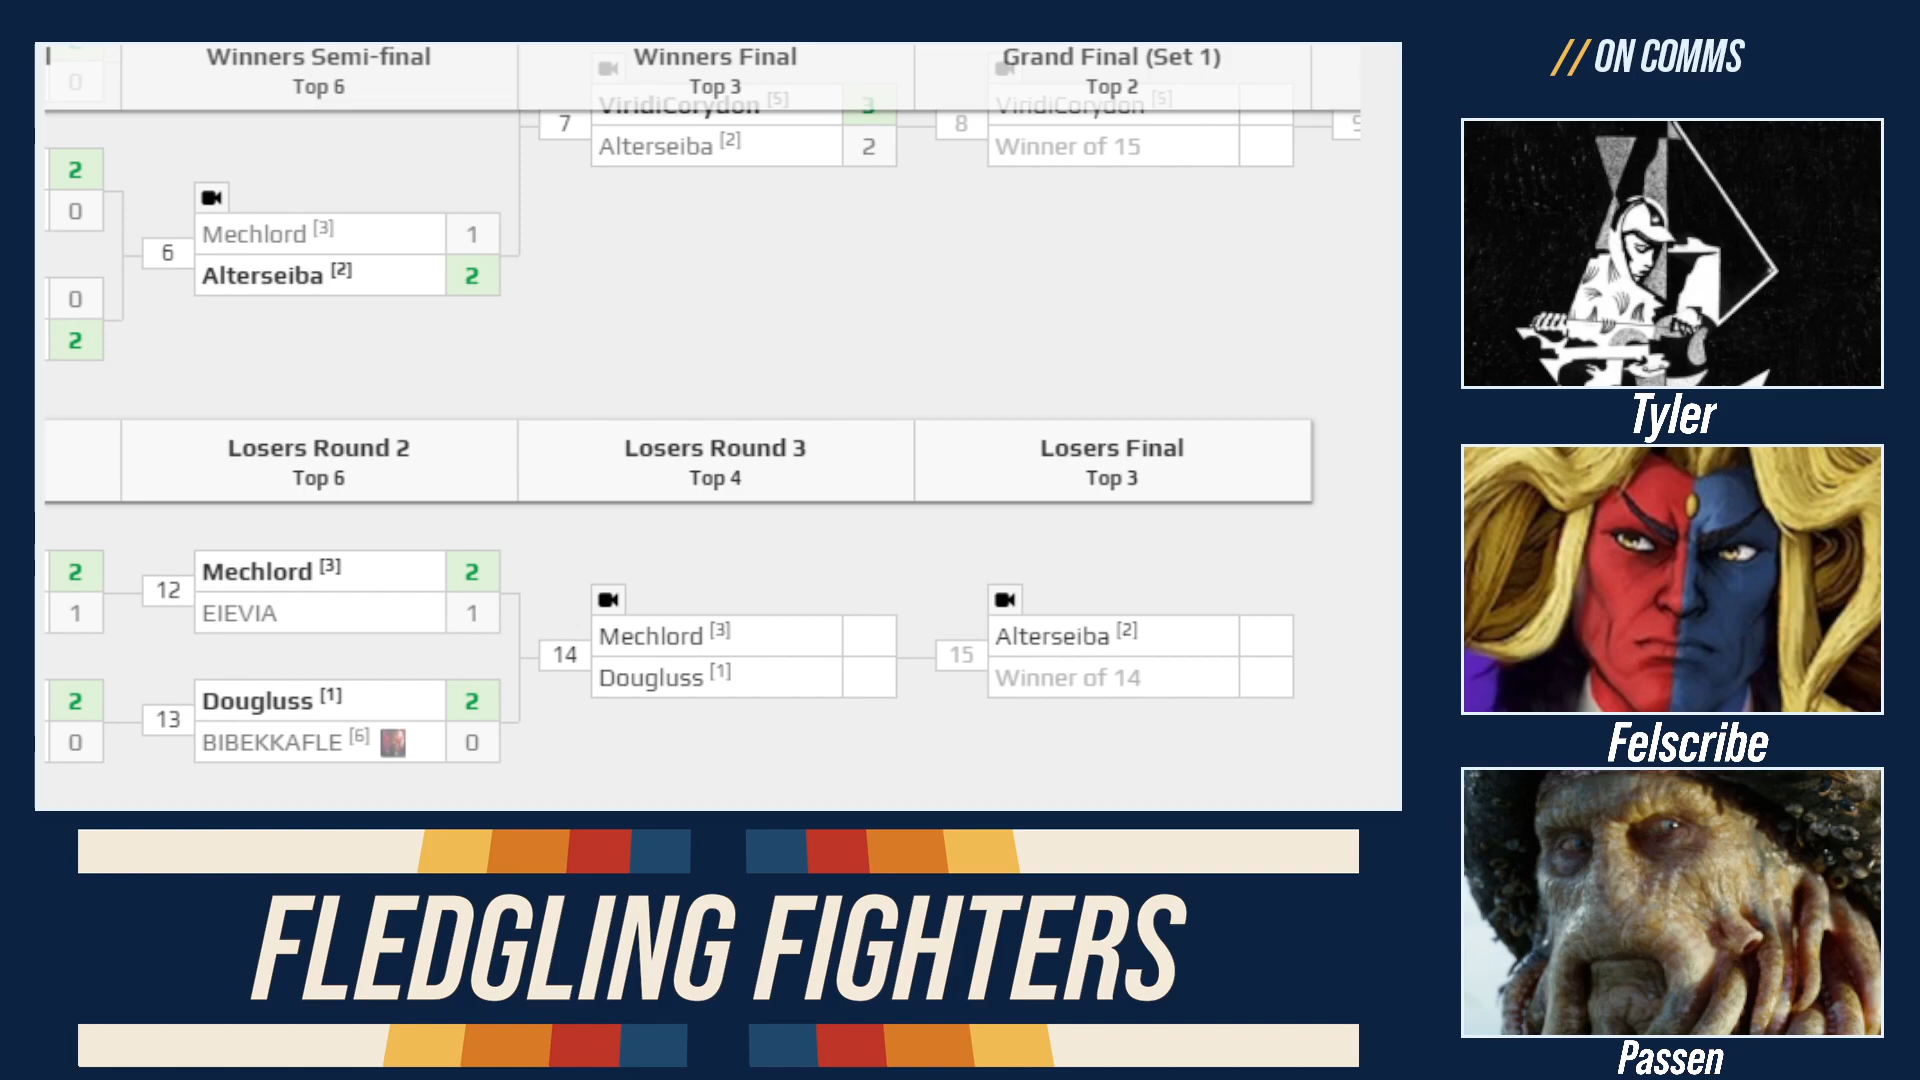 // ON COMMS
Winners Semi-final
Top 6
Winners Final
Top 3
Grand Final (Set 1)
Top 2
0
2
0
0
2
6
Mechlord [3] 1
Alterseiba [2] 2
7
ViridiCorydon [5] 3
Alterseiba [2] 2
8
ViridiCorydon [5]
Winner of 15
Losers Round 2
Top 6
Losers Round 3
Top 4
Losers Final
Top 3
2
1
2
0
12
Mechlord [3] 2
EIEVIA 1
13
Dougluss [1] 2
BIBEKKAFLE [6] 0
14
Mechlord [3]
Dougluss [1]
15
Alterseiba [2]
Winner of 14
Tyler
Felscribe
Passen
FLEDGLING FIGHTERS